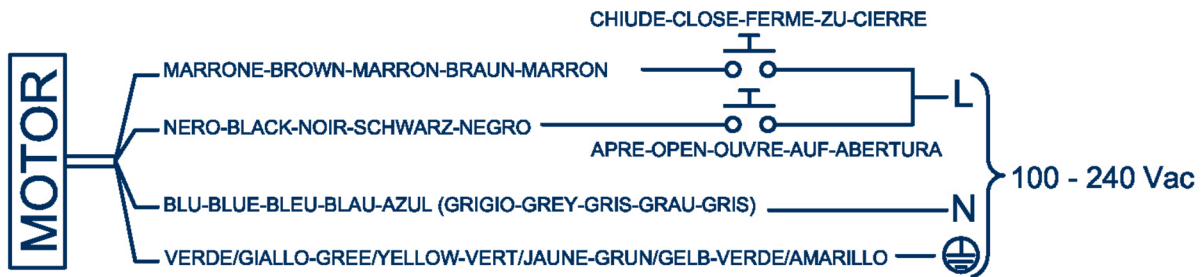 CHIUDE-CLOSE-FERME-ZU-CIERRE
MOTOR
MARRONE-BROWN-MARRON-BRAUN-MARRON
L
NERO-BLACK-NOIR-SCHWARZ-NEGRO
APRE-OPEN-OUVRE-AUF-ABERTURA
100 - 240 Vac
BLU-BLUE-BLEU-BLAU-AZUL (GRIGIO-GREY-GRIS-GRAU-GRIS)
N
VERDE/GIALLO-GREE/YELLOW-VERT/JAUNE-GRUN/GELB-VERDE/AMARILLO